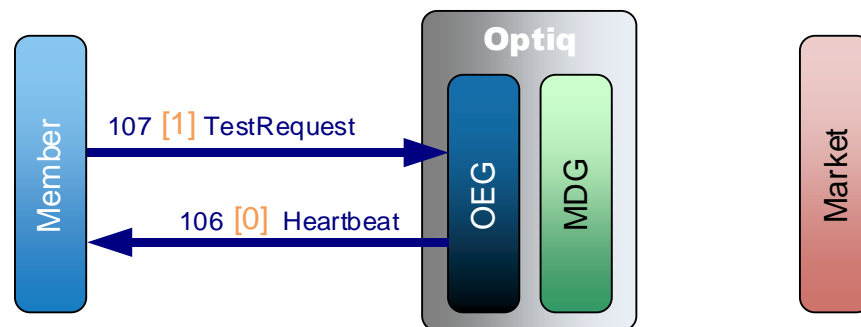 Optiq
Member
107 [1] TestRequest
106 [0] Heartbeat
OEG
MDG
Market